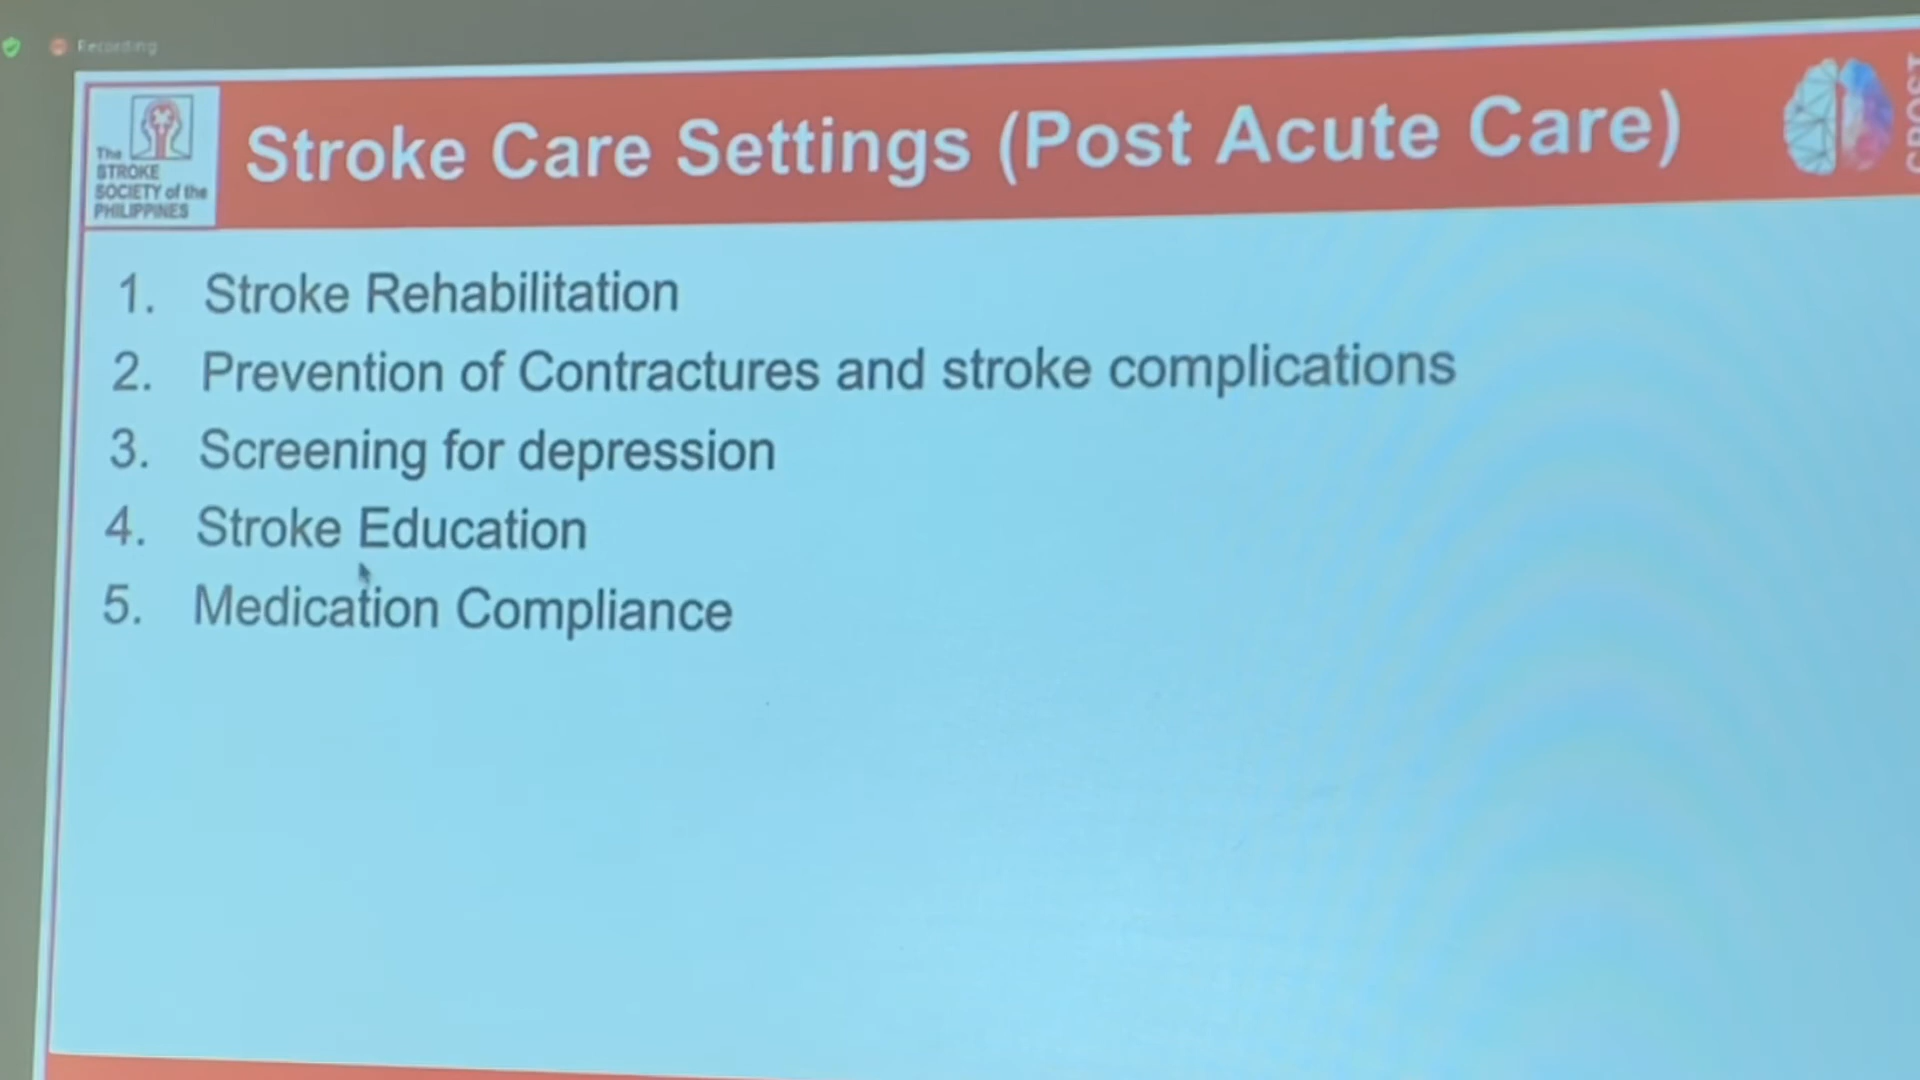 Recording
The
STROKE
SOCIETY of the
PHILIPPINES
Stroke Care Settings (Post Acute Care)
1. Stroke Rehabilitation
2. Prevention of Contractures and stroke complications
3. Screening for depression
4. Stroke Education
5. Medication Compliance